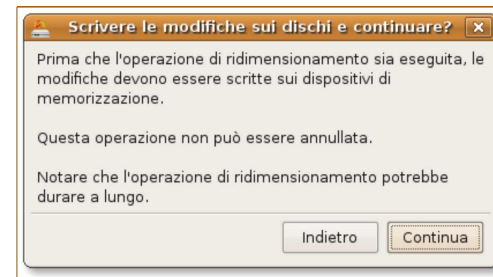 Scrivere le modifiche sui dischi e continuare?
Prima che l'operazione di ridimensionamento sia eseguita, le
modifiche devono essere scritte sui dispositivi di
memorizzazione.
Questa operazione non può essere annullata.
Notare che l'operazione di ridimensionamento potrebbe
durare a lungo.
Indietro
Continua